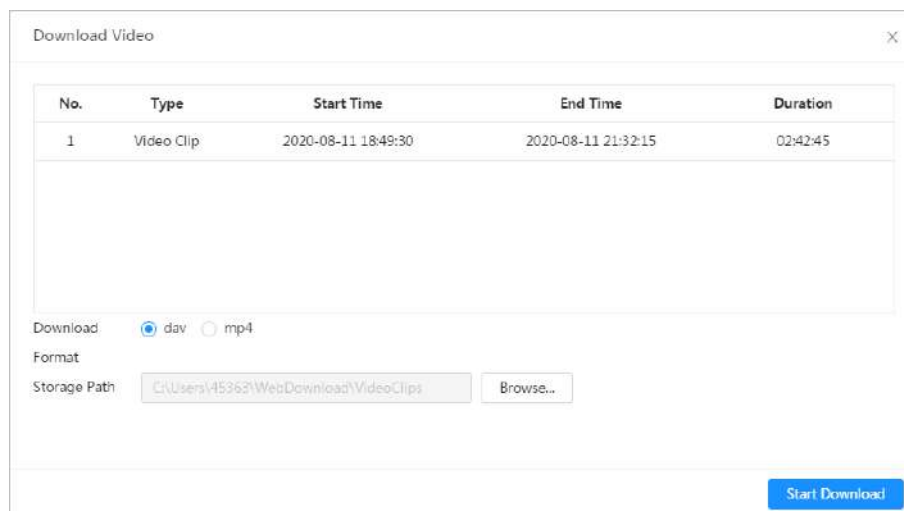 Download Video
No. Type Start Time End Time Duration
1 Video Clip 2020-08-11 18:49:30 2020-08-11 21:32:15 02:42:45
Download dav mp4
Format
Storage Path C:\Users\45363\WebDownload\VideoClips Browse...
Start Download